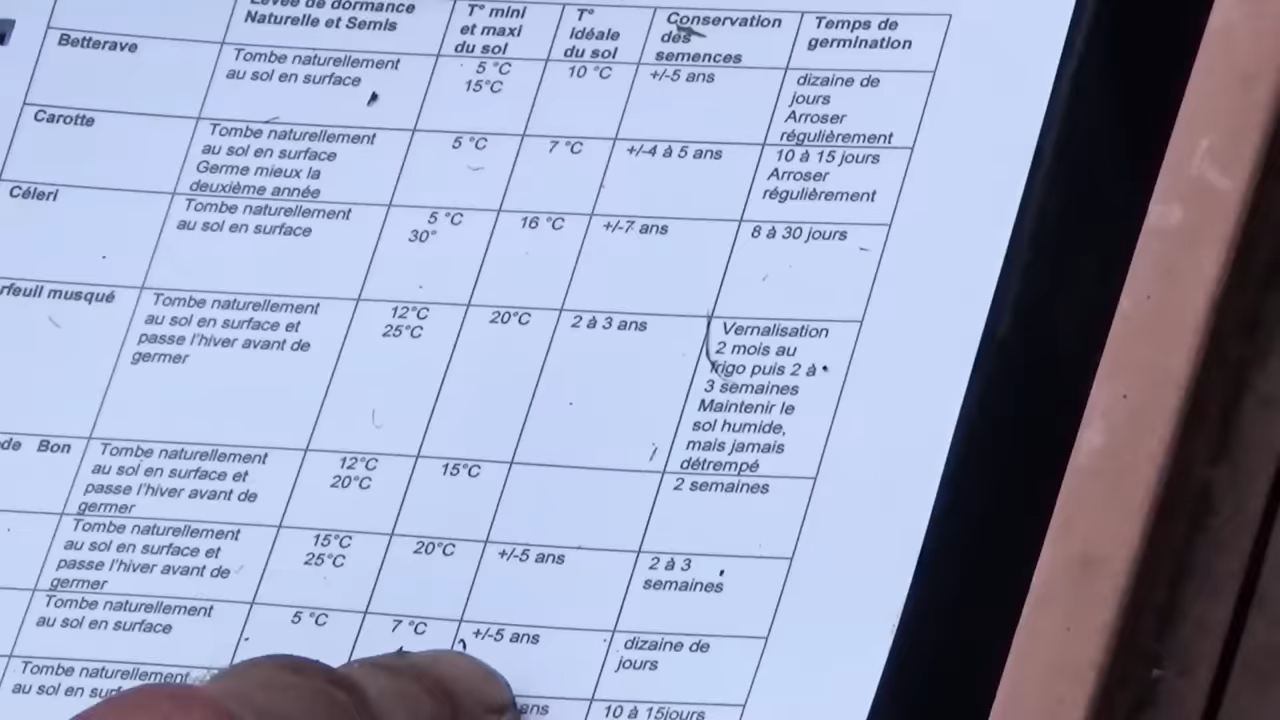 Levée de dormance
Naturelle et Semis
T° mini
et maxi
du sol
T°
Idéale
du sol
Conservation
des
semences
Temps de
germination
Betterave
Tombe naturellement
au sol en surface
5 °C
15°C
10 °C
+/-5 ans
dizaine de
jours
Arroser
régulièrement
Carotte
Tombe naturellement
au sol en surface
Germe mieux la
deuxième année
5 °C
7 °C
+/-4 à 5 ans
10 à 15 jours
Arroser
régulièrement
Céleri
Tombe naturellement
au sol en surface
5 °C
30°
16 °C
+/-7 ans
8 à 30 jours
rfeuil musqué
Tombe naturellement
au sol en surface et
passe l'hiver avant de
germer
12°C
25°C
20°C
2 à 3 ans
Vernalisation
2 mois au
frigo puis 2 à
3 semaines
Maintenir le
sol humide,
mais jamais
détrempé
de Bon
Tombe naturellement
au sol en surface et
passe l'hiver avant de
germer
12°C
20°C
15°C
2 semaines
Tombe naturellement
au sol en surface et
passe l'hiver avant de
germer
15°C
25°C
20°C
+/-5 ans
2 à 3
semaines
Tombe naturellement
au sol en surface
5 °C
7 °C
+/-5 ans
dizaine de
jours
Tombe naturellement
au sol en surf
ans
10 à 15jours